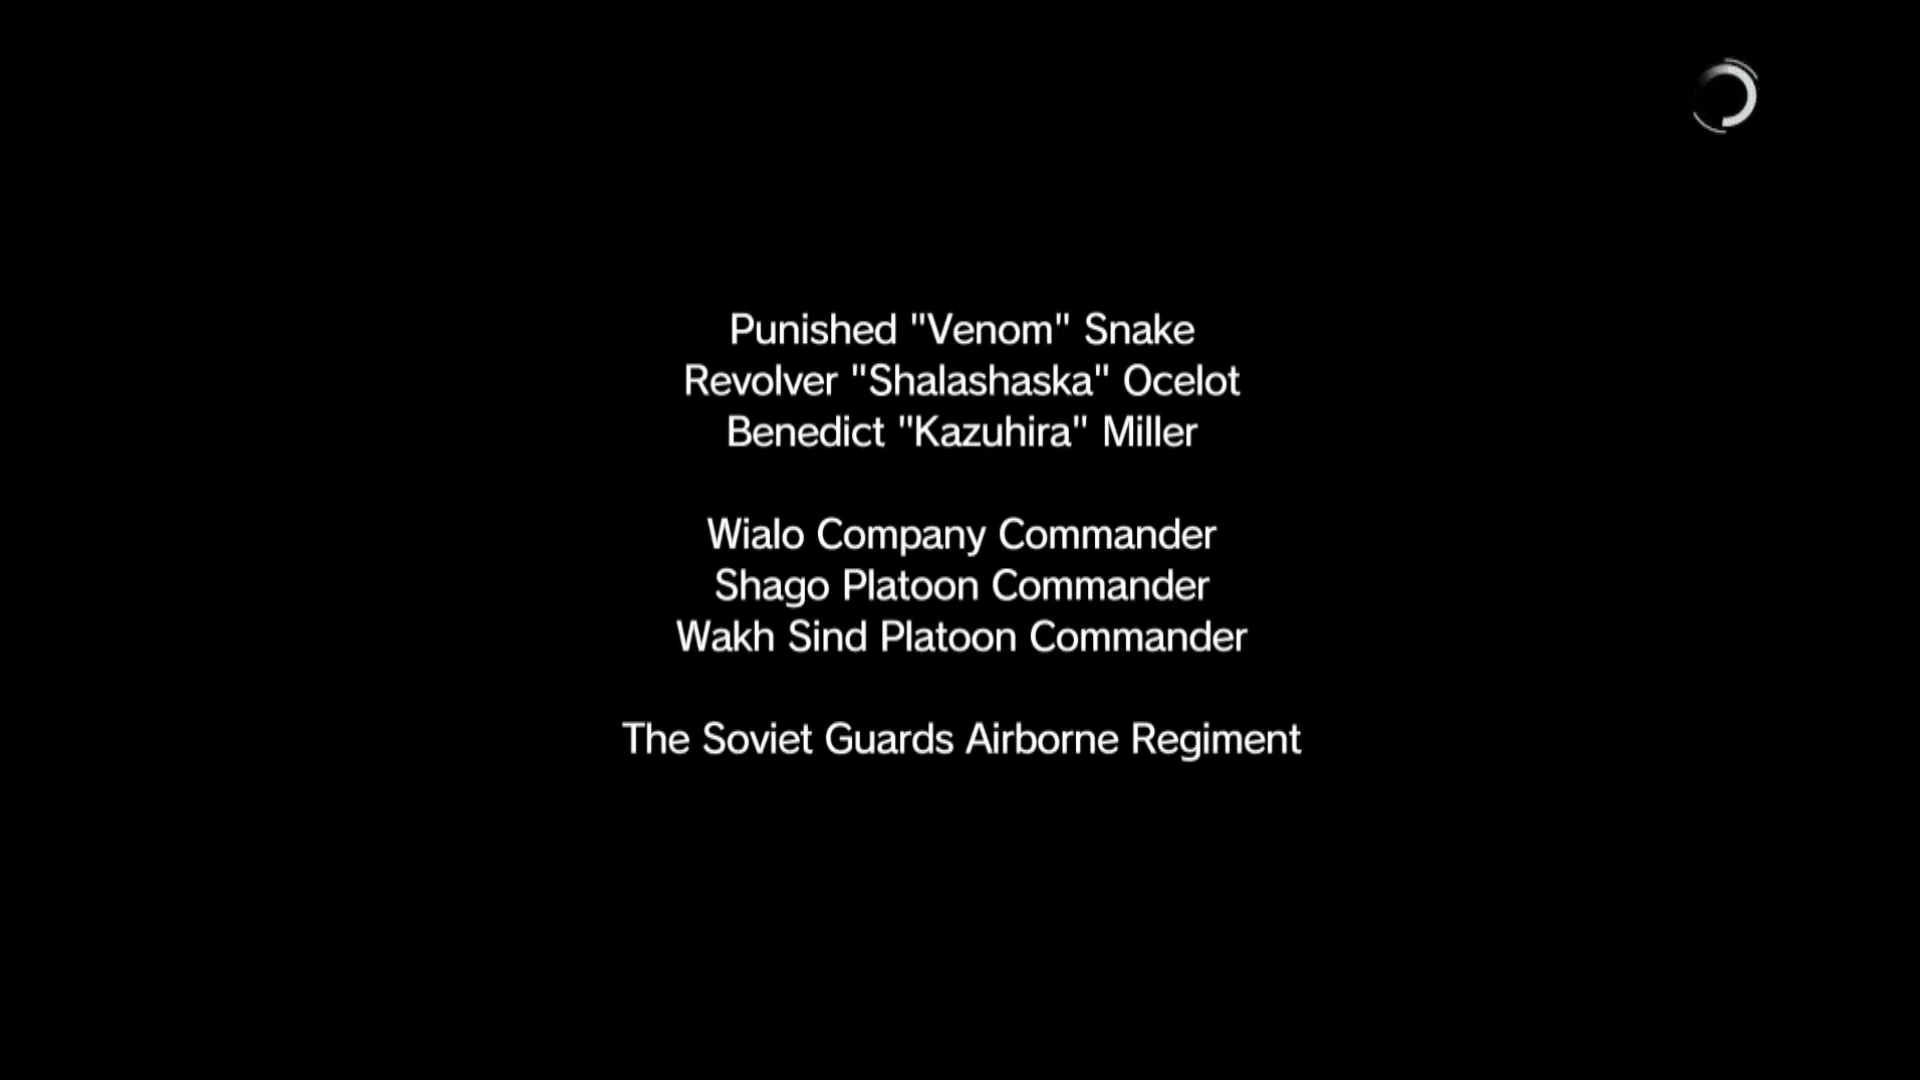 Punished "Venom" Snake
Revolver "Shalashaska" Ocelot
Benedict "Kazuhira" Miller
Wialo Company Commander
Shago Platoon Commander
Wakh Sind Platoon Commander
The Soviet Guards Airborne Regiment